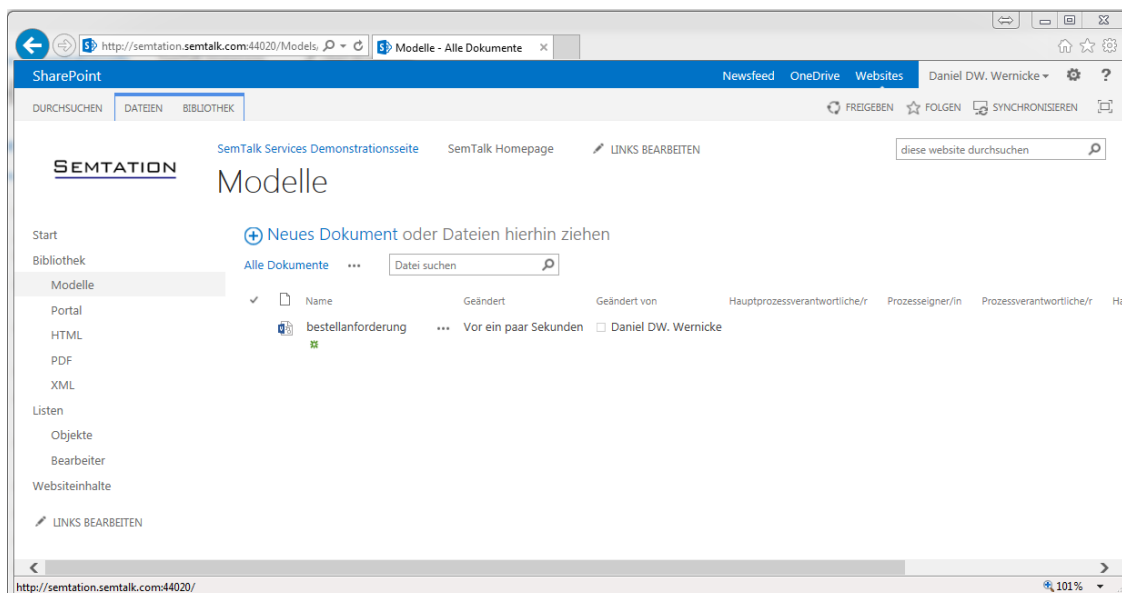 http://semtation.semtalk.com:44020/Models,
Modelle - Alle Dokumente
SharePoint
Newsfeed OneDrive Websites Daniel DW. Wernicke ?
DURCHSUCHEN DATEIEN BIBLIOTHEK
FREIGEBEN FOLGEN SYNCHRONISIEREN
SemTalk Services Demonstrationsseite SemTalk Homepage LINKS BEARBEITEN
diese website durchsuchen
SEMTATION
Modelle
Start
Bibliothek
Modelle
Portal
HTML
PDF
XML
Listen
Objekte
Bearbeiter
Websiteinhalte
LINKS BEARBEITEN
Neues Dokument oder Dateien hierhin ziehen
Alle Dokumente ... Datei suchen
Name Geändert Geändert von Hauptprozessverantwortliche/r Prozesseigner/in Prozessverantwortliche/r Ha
bestellanforderung ... Vor ein paar Sekunden Daniel DW. Wernicke
http://semtation.semtalk.com:44020/
101%